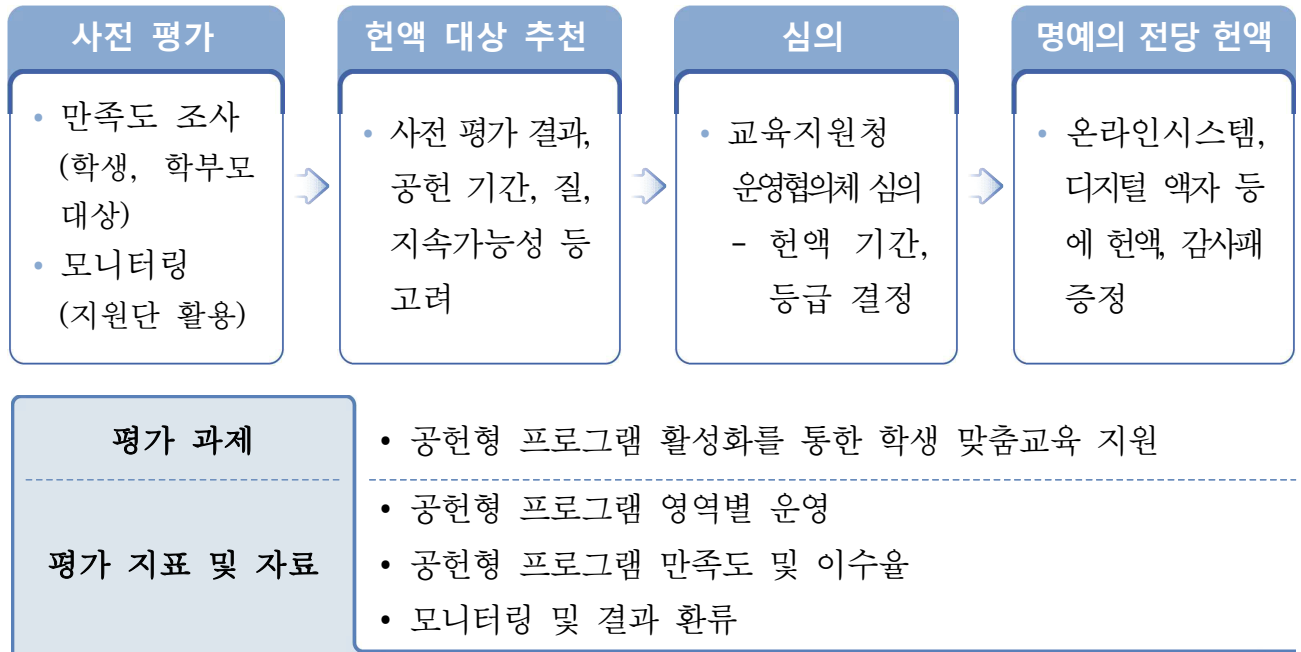 사전 평가
• 만족도 조사
(학생, 학부모
대상)
• 모니터링
(지원단 활용)
헌액 대상 추천
• 사전 평가 결과,
공헌 기간, 질,
지속가능성 등
고려
심의
• 교육지원청
운영협의체 심의
- 헌액 기간,
등급 결정
명예의 전당 헌액
• 온라인시스템,
디지털 액자 등
에 헌액, 감사패
증정
평가 과제
• 공헌형 프로그램 활성화를 통한 학생 맞춤교육 지원
평가 지표 및 자료
• 공헌형 프로그램 영역별 운영
• 공헌형 프로그램 만족도 및 이수율
• 모니터링 및 결과 환류